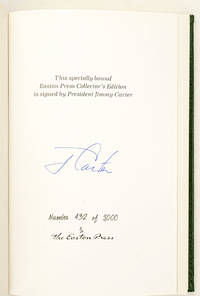 This specially bound
Easton Press Collector's Edition
is signed by President Jimmy Carter
J Carter
Number 432 of 3000
The Easton Press